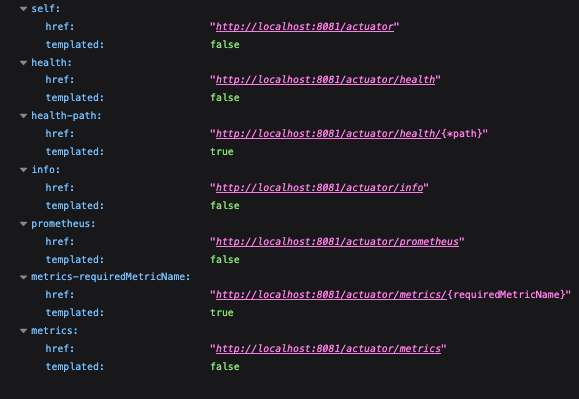 self:
href: "http://localhost:8081/actuator"
templated: false
health:
href: "http://localhost:8081/actuator/health"
templated: false
health-path:
href: "http://localhost:8081/actuator/health/{*path}"
templated: true
info:
href: "http://localhost:8081/actuator/info"
templated: false
prometheus:
href: "http://localhost:8081/actuator/prometheus"
templated: false
metrics-requiredMetricName:
href: "http://localhost:8081/actuator/metrics/{requiredMetricName}"
templated: true
metrics:
href: "http://localhost:8081/actuator/metrics"
templated: false